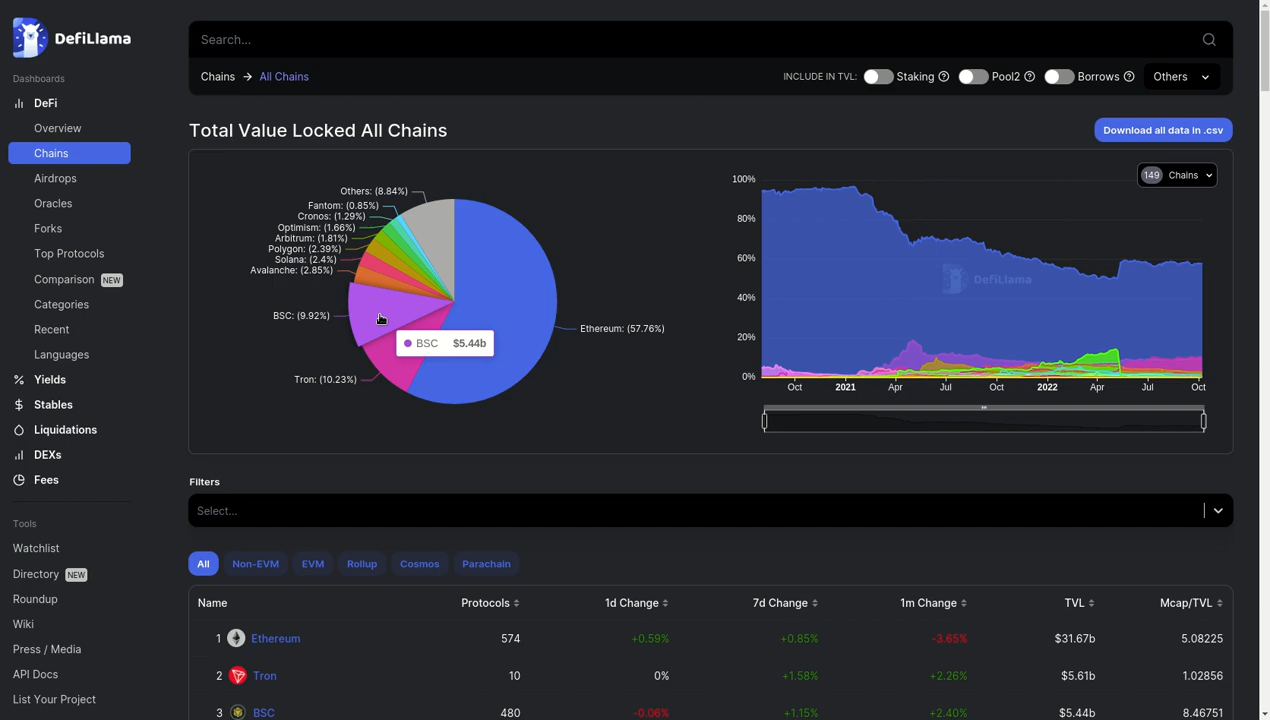 DefiLlama
Dashboards
DeFi
Overview
Chains
Airdrops
Oracles
Forks
Top Protocols
Comparison NEW
Categories
Recent
Languages
Yields
Stables
Liquidations
DEXs
Fees
Tools
Watchlist
Directory NEW
Roundup
Wiki
Press / Media
API Docs
List Your Project
Search...
Chains → All Chains
INCLUDE IN TVL: Staking Pool2 Borrows Others
Total Value Locked All Chains
Download all data in .csv
Others: (8.84%)
Fantom: (0.85%)
Cronos: (1.29%)
Optimism: (1.66%)
Arbitrum: (1.81%)
Polygon: (2.39%)
Solana: (2.4%)
Avalanche: (2.85%)
BSC: (9.92%)
Tron: (10.23%)
Ethereum: (57.76%)
BSC $5.44b
149 Chains
100%
80%
60%
40%
20%
0%
DefiLlama
Oct 2021 Apr Jul Oct 2022 Apr Jul Oct
Filters
Select...
All Non-EVM EVM Rollup Cosmos Parachain
Name Protocols 1d Change 7d Change 1m Change TVL Mcap/TVL
1 Ethereum 574 +0.59% +0.85% -3.65% $31.67b 5.08225
2 Tron 10 0% +1.58% +2.26% $5.61b 1.02856
3 BSC 480 -0.06% +1.15% +2.40% $5.44b 8.46751